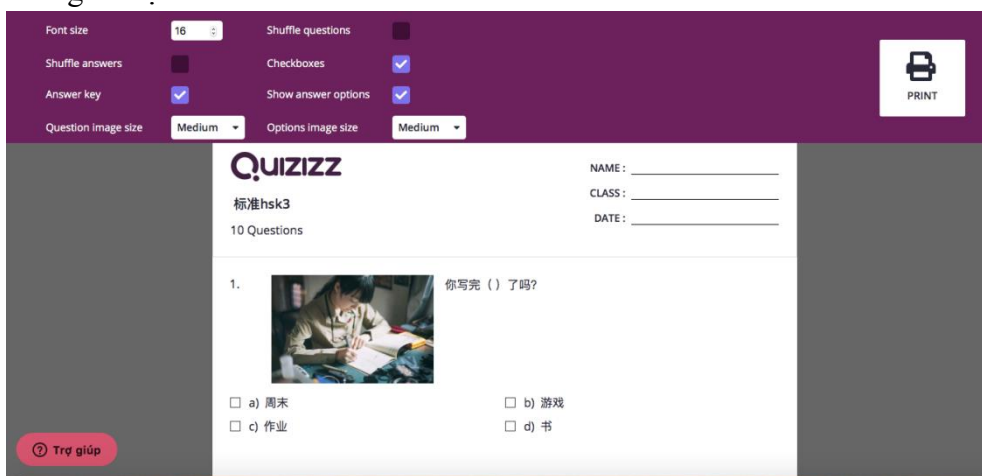 Font size 16 Shuffle questions
Shuffle answers Checkboxes
Answer key Show answer options
PRINT
Question image size Medium Options image size Medium
Quizizz
NAME :
CLASS :
DATE :
标准hsk3
10 Questions
1. 你写完（ ）了吗?
a) 周末 b) 游戏
c) 作业 d) 书
Trợ giúp